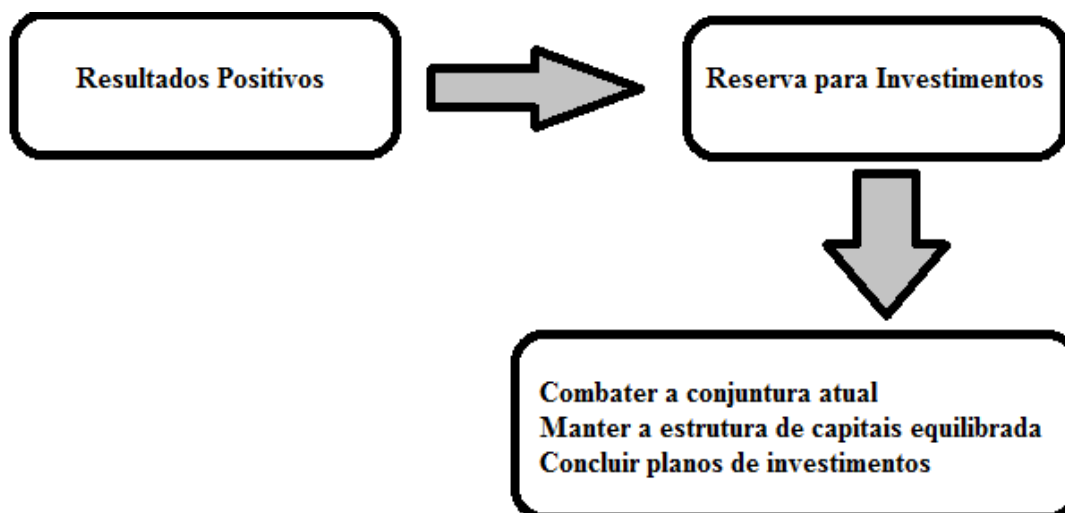 Resultados Positivos
Reserva para Investimentos
Combater a conjuntura atual
Manter a estrutura de capitais equilibrada
Concluir planos de investimentos